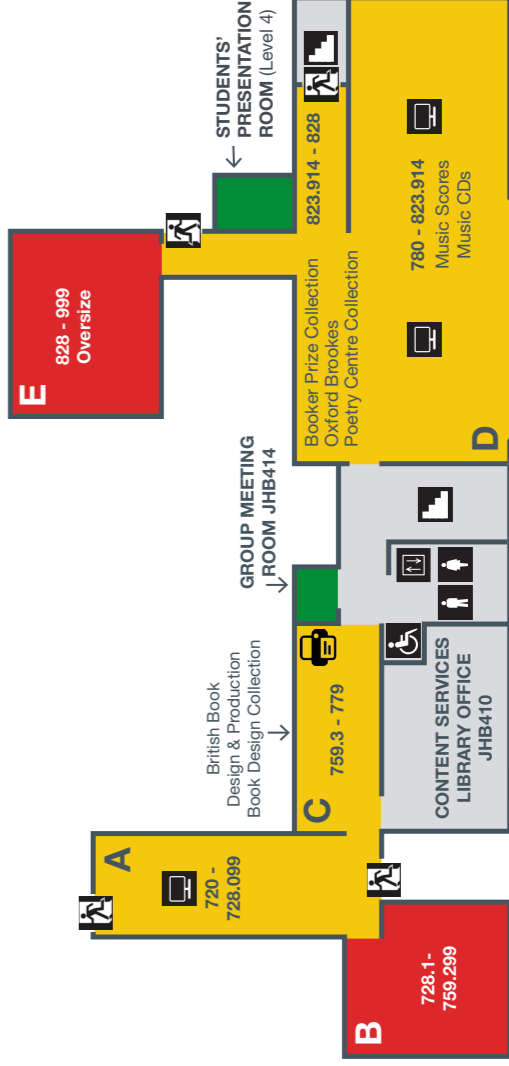 A
720 -
728.099
B
728.1-
759.299
British Book
Design & Production
Book Design Collection
C
759.3 - 779
GROUP MEETING
ROOM JHB414
CONTENT SERVICES
LIBRARY OFFICE
JHB410
E
828 - 999
Oversize
STUDENTS'
PRESENTATION
ROOM (Level 4)
823.914 - 828
Booker Prize Collection
Oxford Brookes
Poetry Centre Collection
780 - 823.914
Music Scores
Music CDs
D